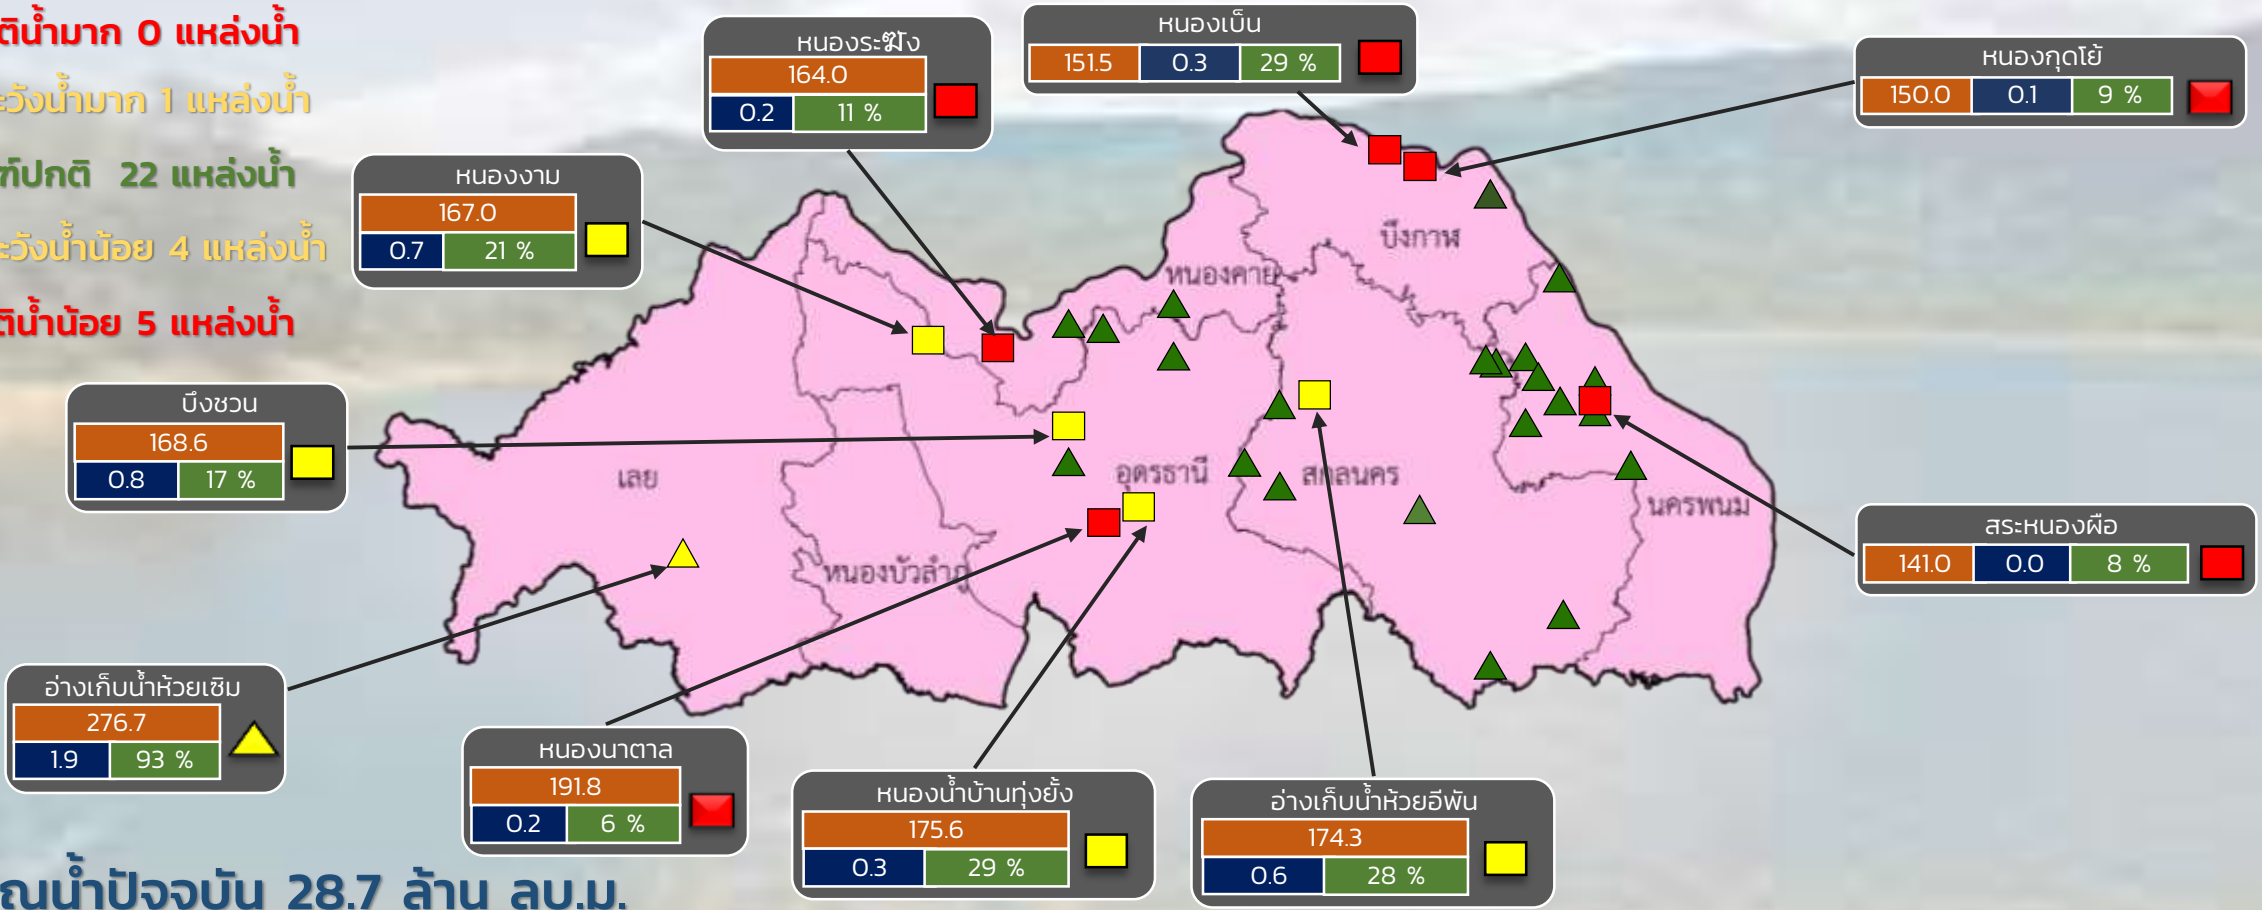 ติน้ำมาก 0 แหล่งน้ำ
ะวังน้ำมาก 1 แหล่งน้ำ
ฑ์ปกติ 22 แหล่งน้ำ
ะวังน้ำน้อย 4 แหล่งน้ำ
ติน้ำน้อย 5 แหล่งน้ำ
หนองระฆัง
164.0
0.2 11 %
หนองเบ็น
151.5 0.3 29 %
หนองกุดโย้
150.0 0.1 9 %
หนองงาม
167.0
0.7 21 %
บึงชวน
168.6
0.8 17 %
บึงกาฬ
หนองคาย
เลย
อุดรธานี
สกลนคร
นครพนม
หนองบัวลำภู
สระหนองผือ
141.0 0.0 8 %
อ่างเก็บน้ำห้วยเซิม
276.7
1.9 93 %
หนองนาตาล
191.8
0.2 6 %
หนองน้ำบ้านทุ่งยั้ง
175.6
0.3 29 %
อ่างเก็บน้ำห้วยอีพัน
174.3
0.6 28 %
ณน้ำปัจจุบัน 28.7 ล้าน ลบ.ม.